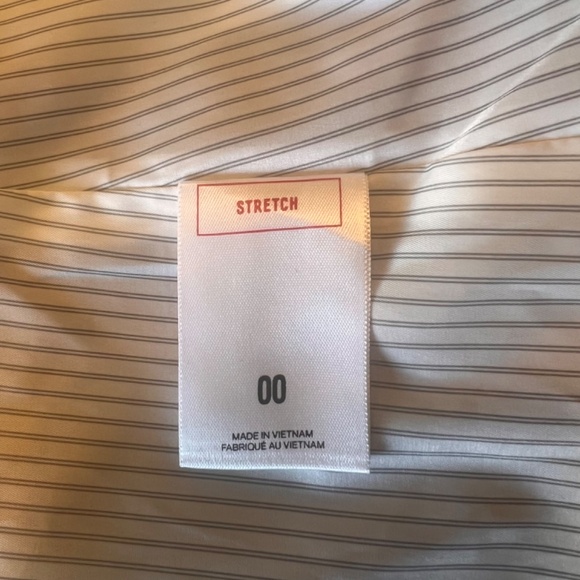 STRETCH
00
MADE IN VIETNAM
FABRIQUÉ AU VIETNAM